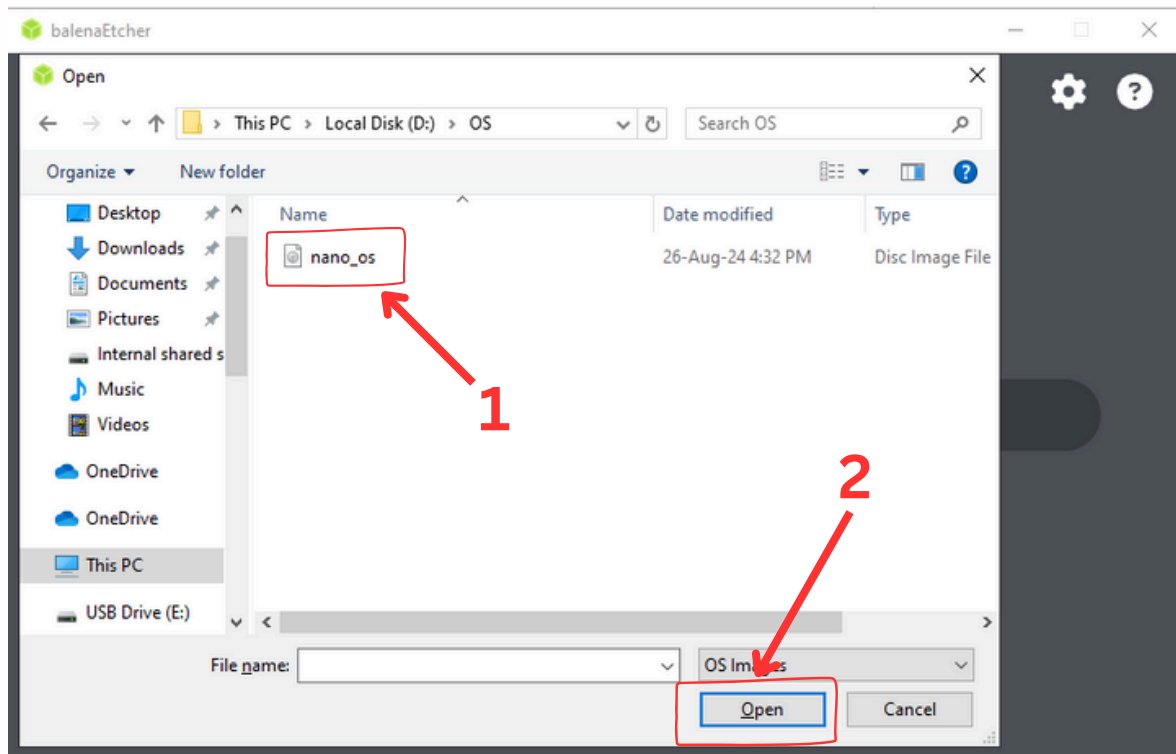 balenaEtcher
Open
This PC > Local Disk (D:) > OS
Search OS
Organize
New folder
Desktop
Downloads
Documents
Pictures
Internal shared s
Music
Videos
OneDrive
OneDrive
This PC
USB Drive (E:)
Name
Date modified
Type
nano_os
26-Aug-24 4:32 PM
Disc Image File
1
2
File name:
OS Images
Open
Cancel